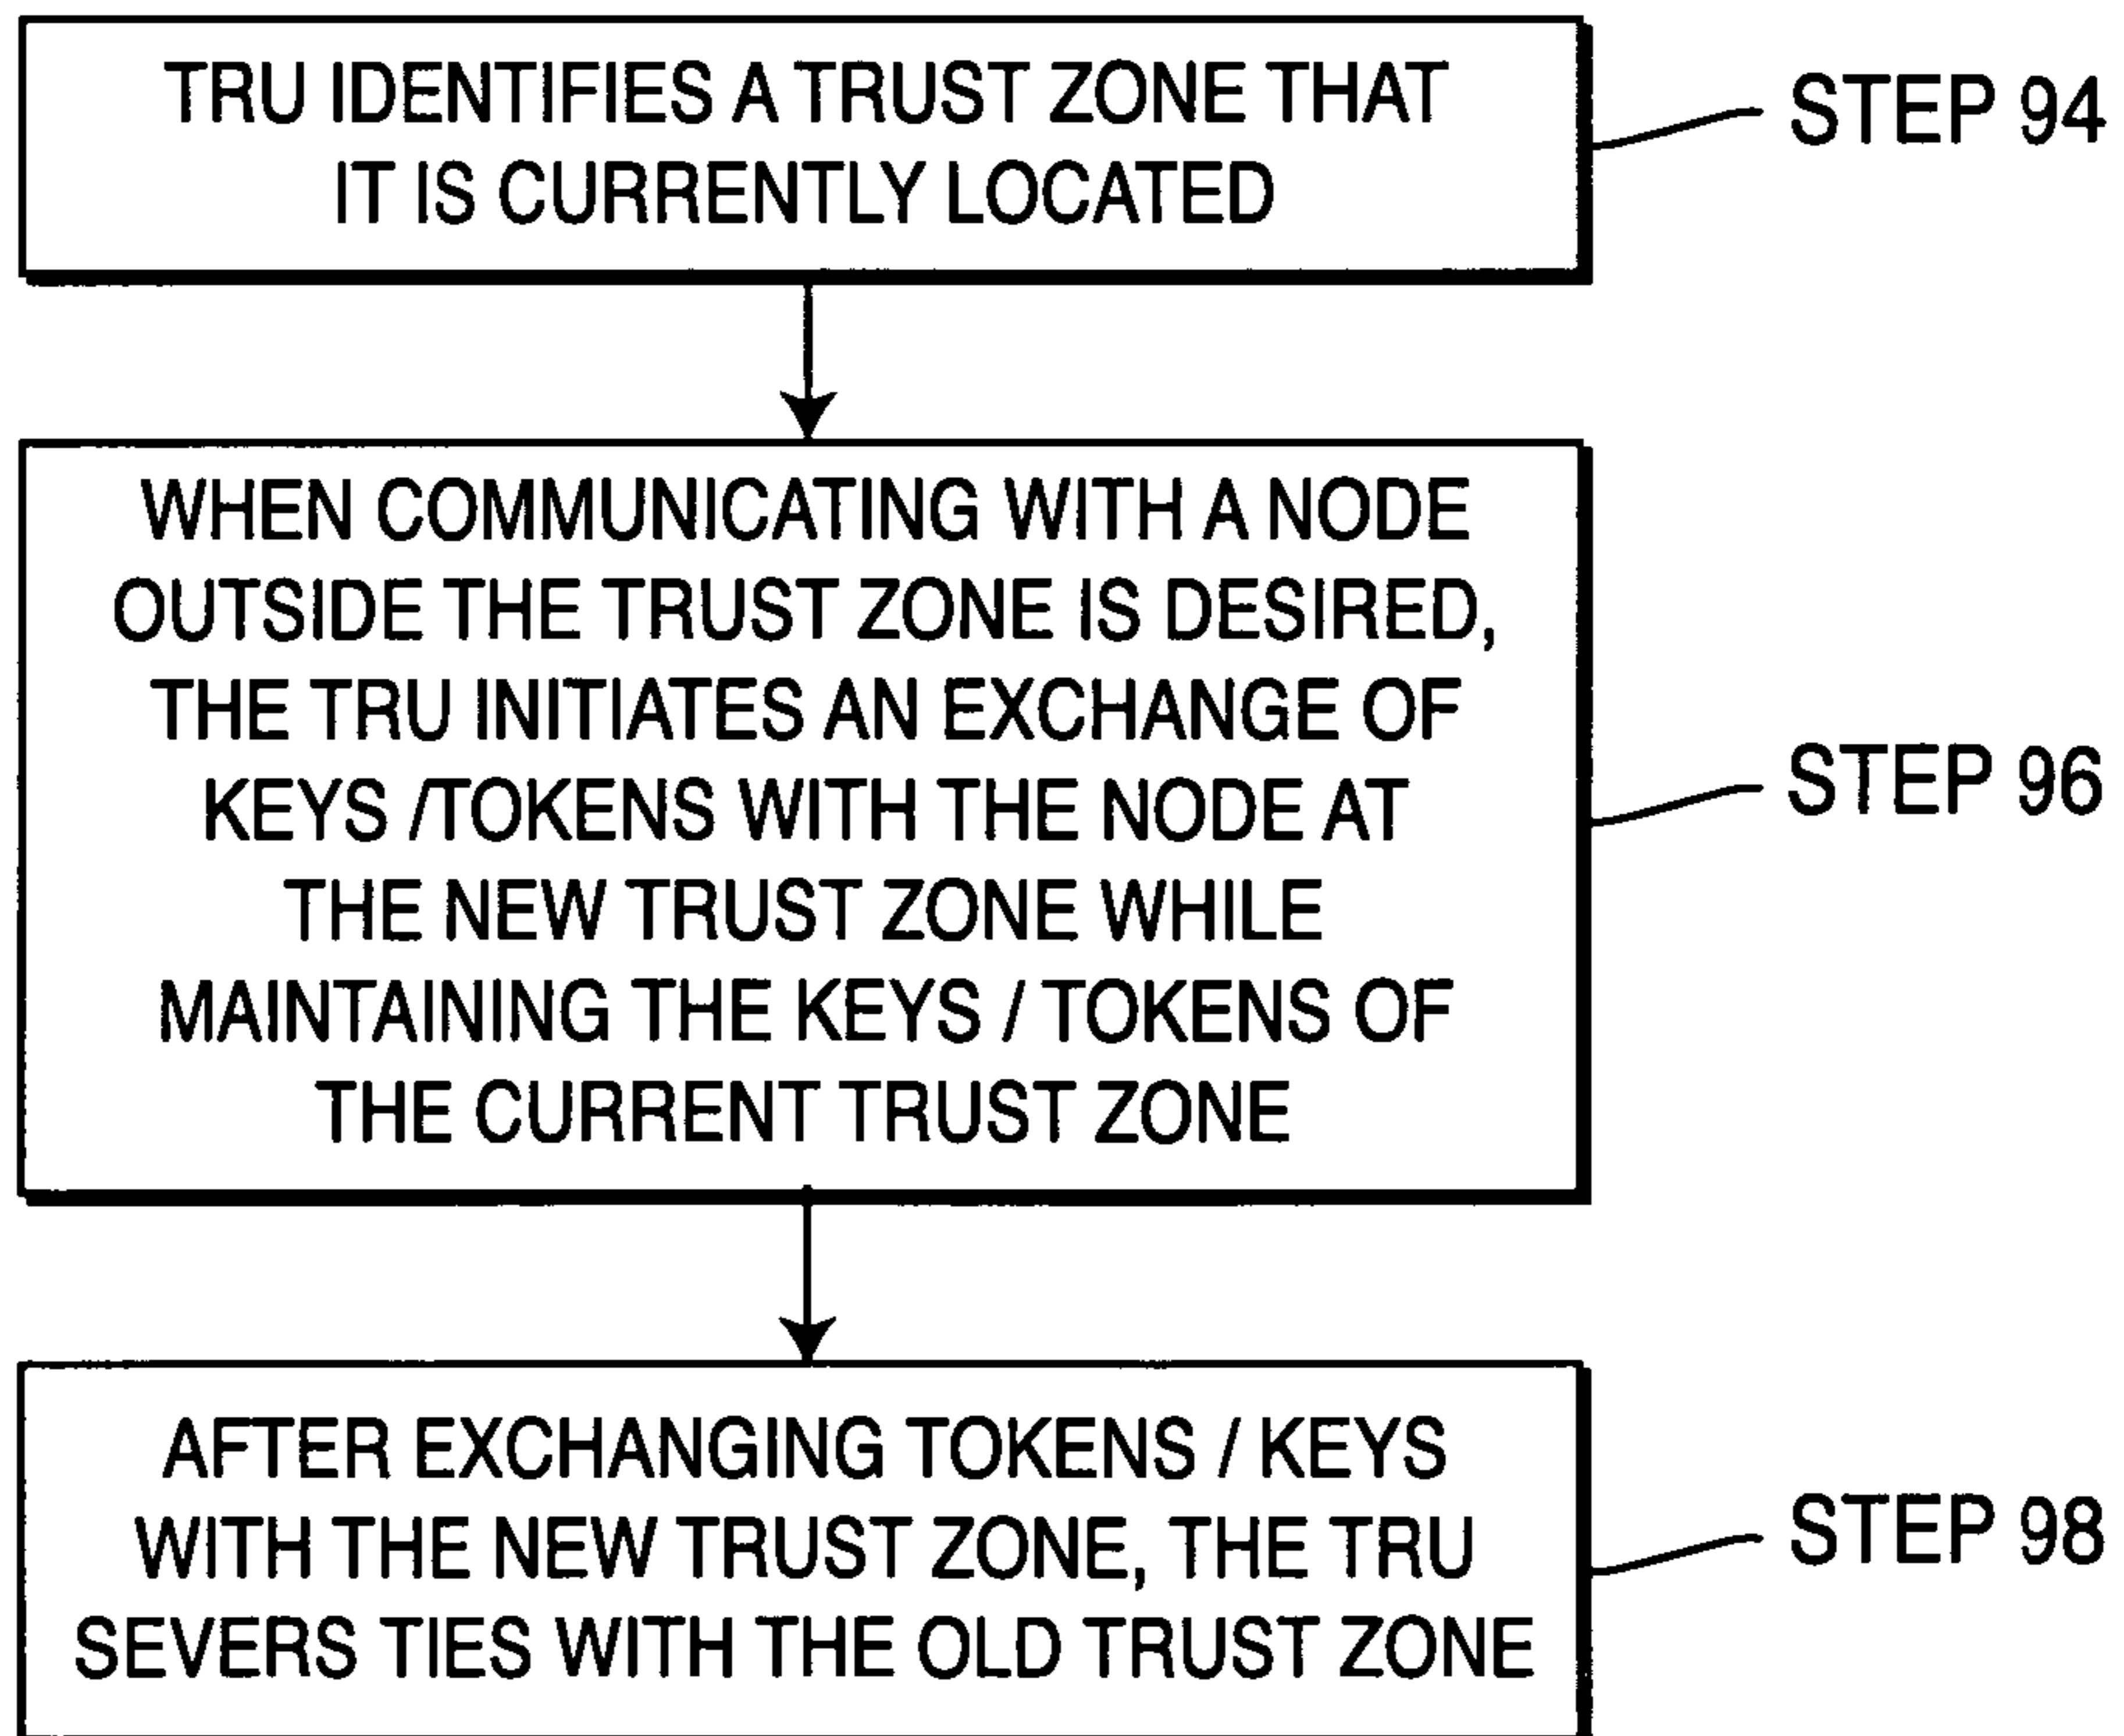 TRU IDENTIFIES A TRUST ZONE THAT
IT IS CURRENTLY LOCATED
STEP 94
WHEN COMMUNICATING WITH A NODE
OUTSIDE THE TRUST ZONE IS DESIRED,
THE TRU INITIATES AN EXCHANGE OF
KEYS /TOKENS WITH THE NODE AT
THE NEW TRUST ZONE WHILE
MAINTAINING THE KEYS / TOKENS OF
THE CURRENT TRUST ZONE
STEP 96
AFTER EXCHANGING TOKENS / KEYS
WITH THE NEW TRUST ZONE, THE TRU
SEVERS TIES WITH THE OLD TRUST ZONE
STEP 98